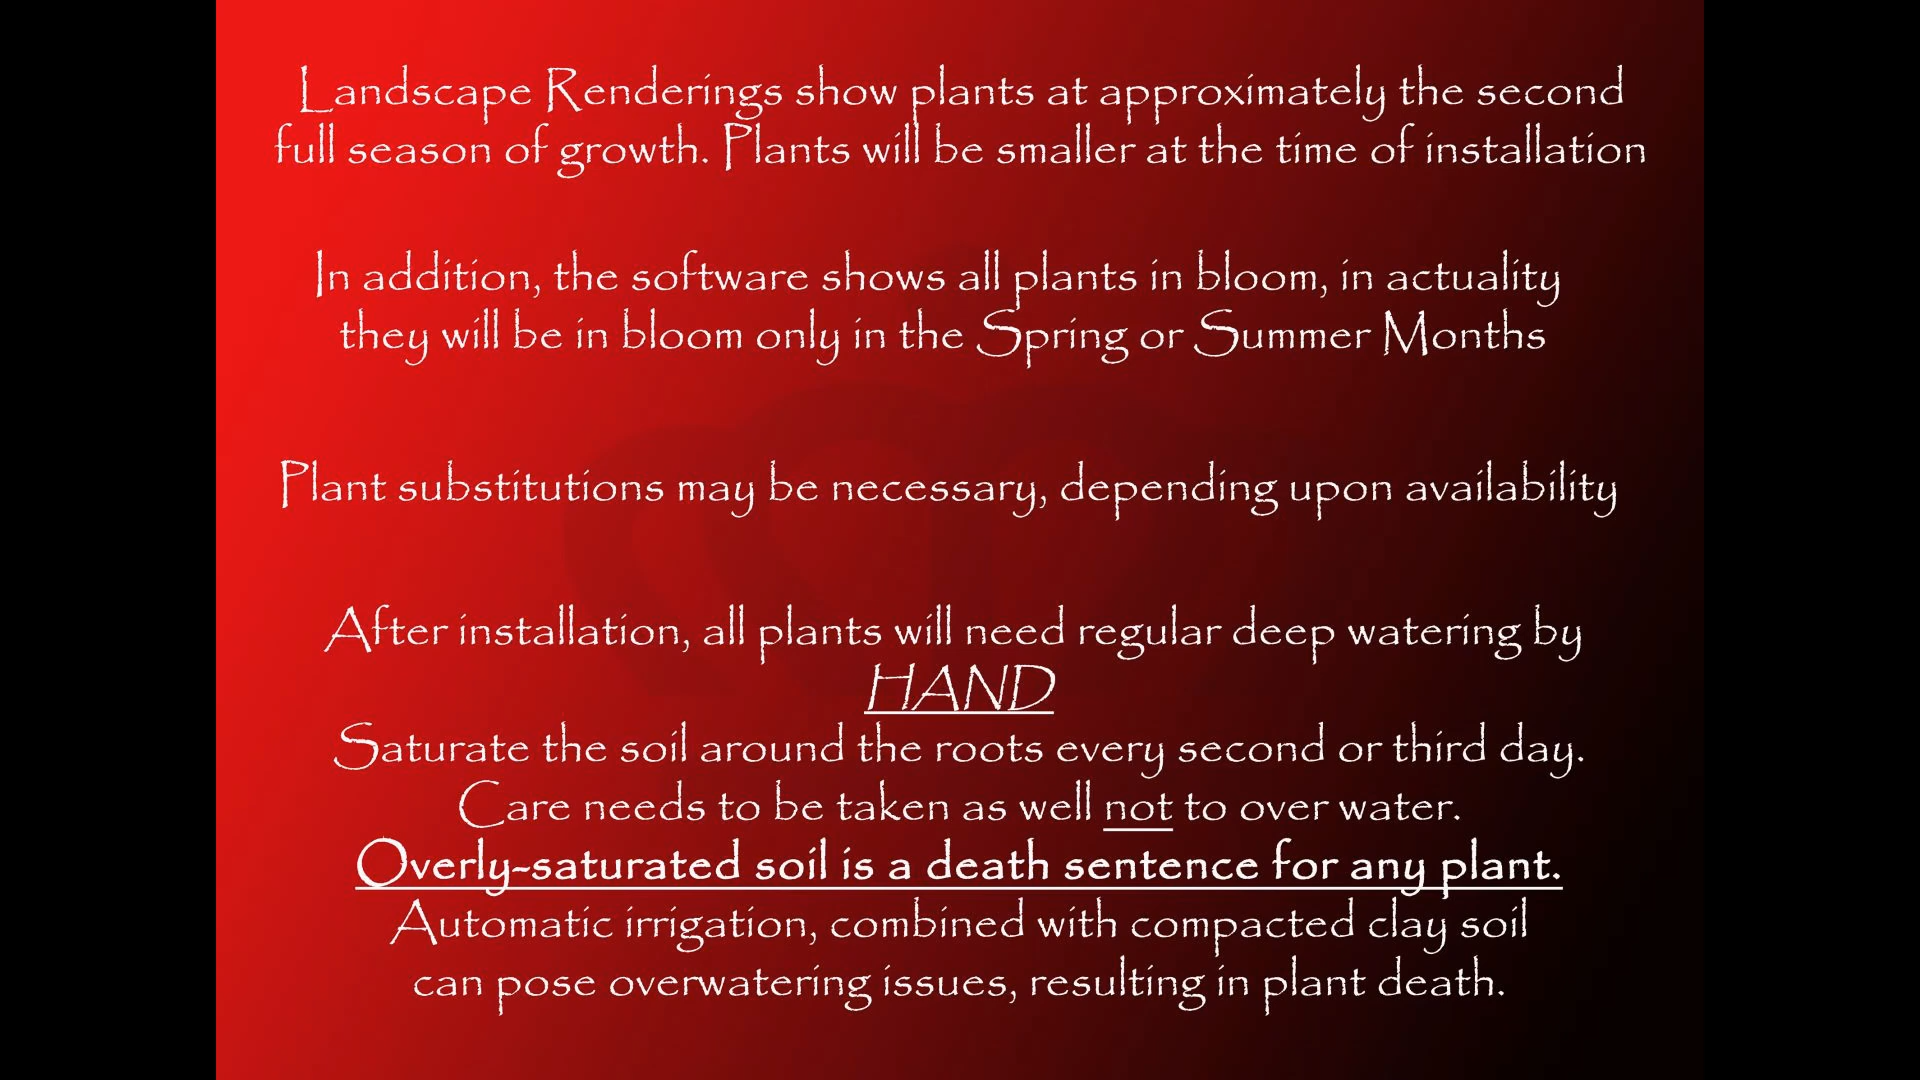 Landscape Renderings show plants at approximately the second
full season of growth. Plants will be smaller at the time of installation
In addition, the software shows all plants in bloom, in actuality
they will be in bloom only in the Spring or Summer Months
Plant substitutions may be necessary, depending upon availability
After installation, all plants will need regular deep watering by
HAND
Saturate the soil around the roots every second or third day.
Care needs to be taken as well not to over water.
Overly-saturated soil is a death sentence for any plant.
Automatic irrigation, combined with compacted clay soil
can pose overwatering issues, resulting in plant death.